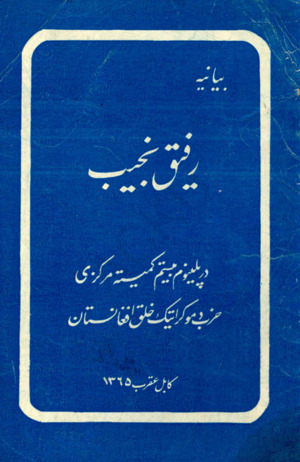 بیانیه
رفیق نجیب
در پلینوم بیستم کمیته مرکزی
حزب دموکراتیک خلق افغانستان
کابل عقرب ۱۳۶۵